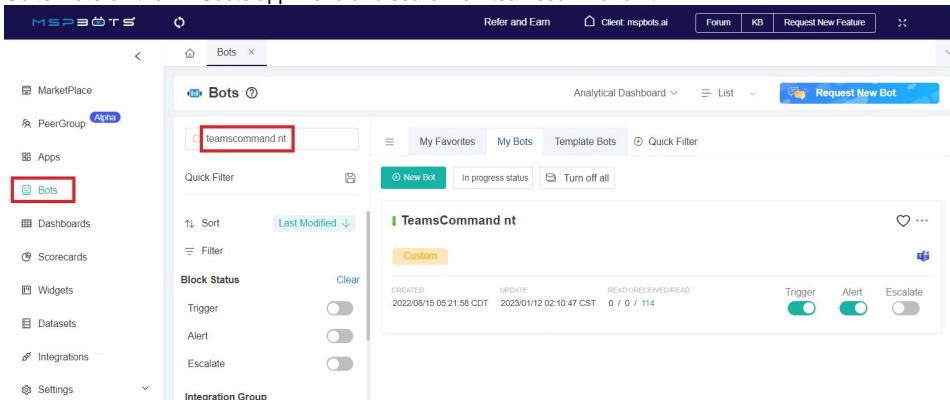 MSPBOTS
Refer and Earn
Client: mspbots.ai
Forum
KB
Request New Feature
Bots ×
MarketPlace
PeerGroup Alpha
Apps
Bots
Dashboards
Scorecards
Widgets
Datasets
Integrations
Settings
Bots
Analytical Dashboard
List
Request New Bot
teamscommand nt
Quick Filter
Sort
Last Modified ↓
Filter
Block Status
Clear
Trigger
Alert
Escalate
Integration Group
My Favorites
My Bots
Template Bots
Quick Filter
New Bot
In progress status
Turn off all
TeamsCommand nt
Custom
CREATED
UPDATE
READY/RECEIVED/READ
2022/08/15 05:21:58 CDT
2023/01/12 02:10:47 CST
0 / 0 / 114
Trigger
Alert
Escalate